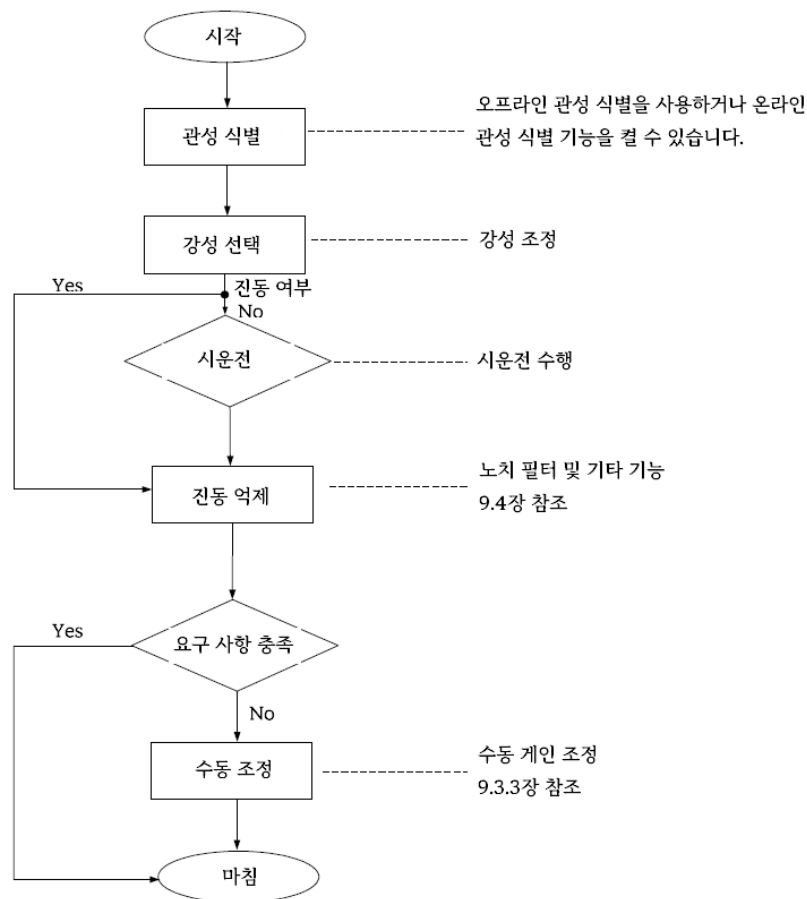 시작
관성 식별
오프라인 관성 식별을 사용하거나 온라인
관성 식별 기능을 켤 수 있습니다.
강성 선택
강성 조정
Yes
진동 여부
No
시운전
시운전 수행
진동 억제
노치 필터 및 기타 기능
9.4장 참조
Yes
요구 사항 충족
No
수동 조정
수동 게인 조정
9.3.3장 참조
마침